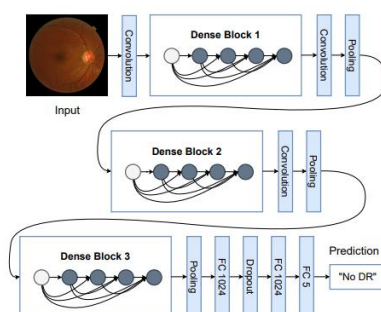 Input
Convolution
Dense Block 1
Convolution
Pooling
Dense Block 2
Convolution
Pooling
Dense Block 3
Pooling
FC 1024
Dropout
FC 1024
FC 5
Prediction
"No DR"